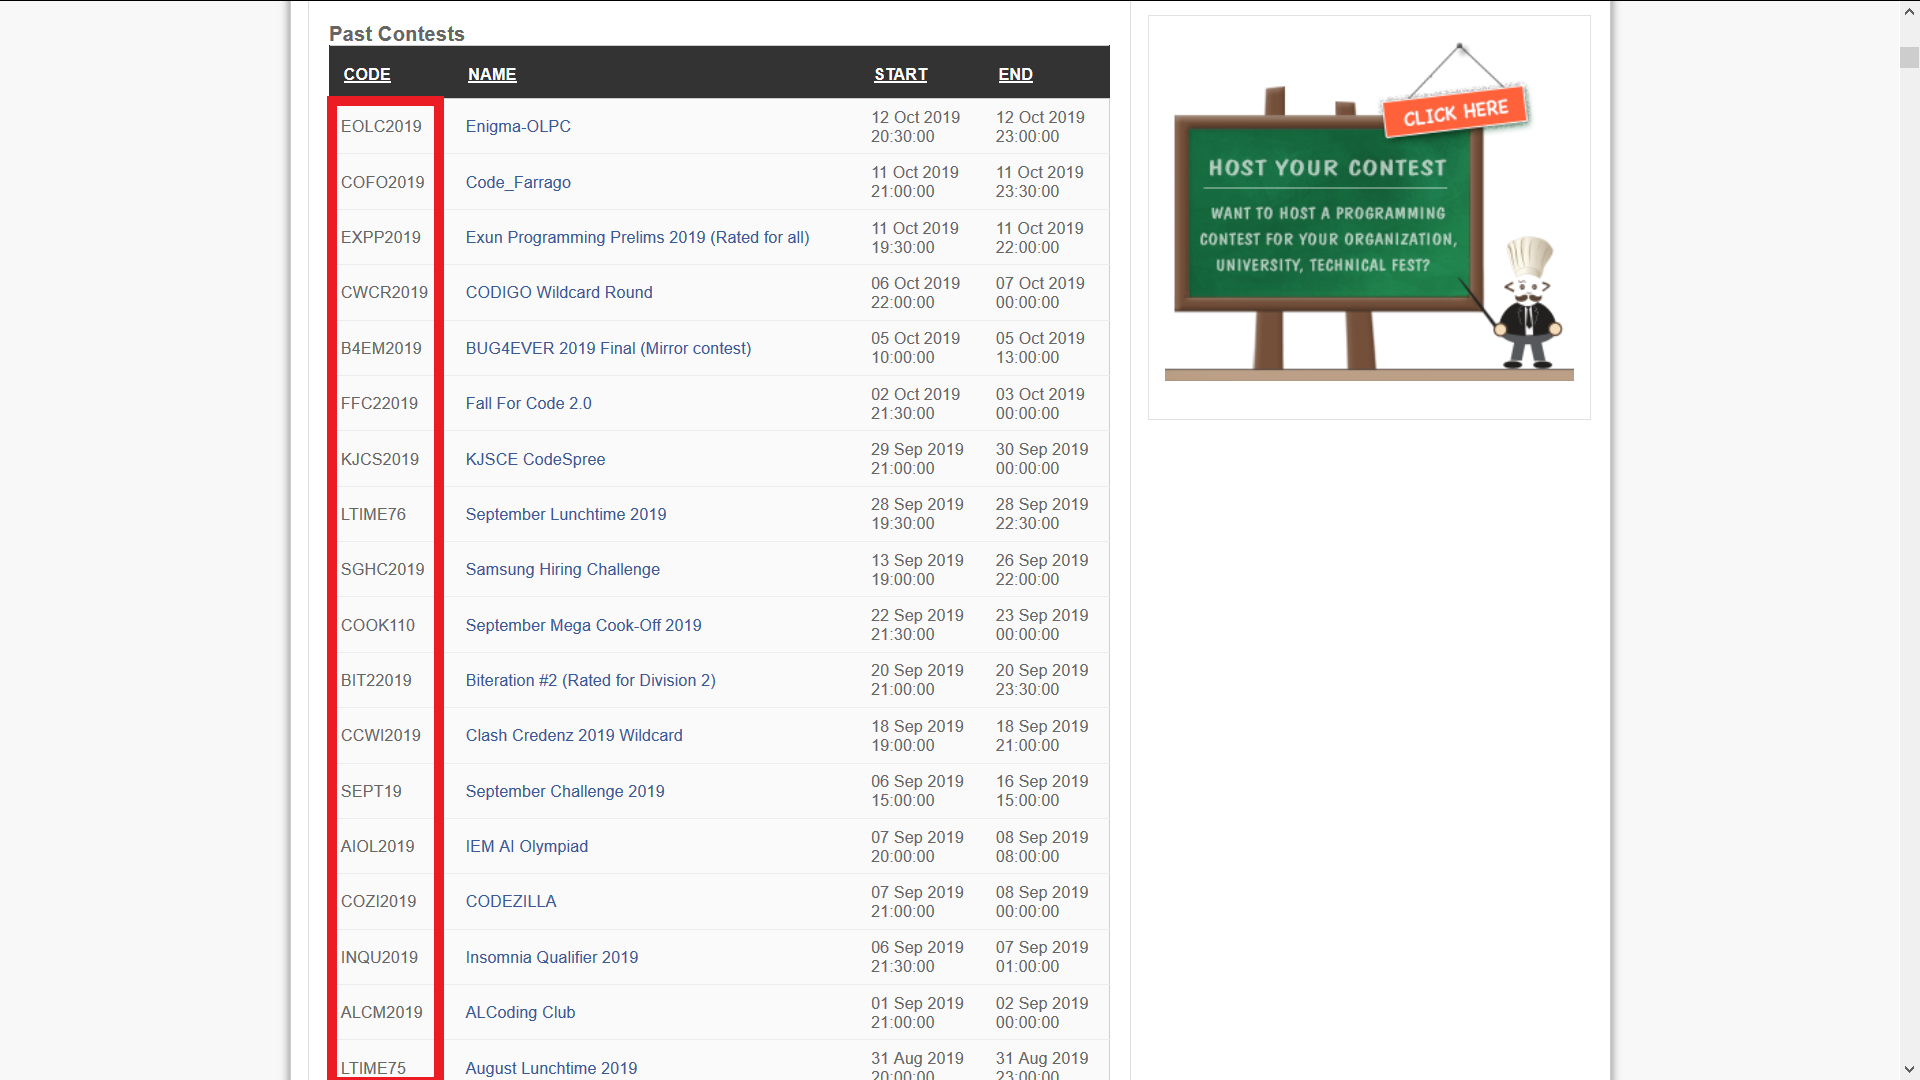 Past Contests
CODE NAME START END
EOLC2019 Enigma-OLPC 12 Oct 2019 20:30:00 12 Oct 2019 23:00:00
COFO2019 Code_Farrago 11 Oct 2019 21:00:00 11 Oct 2019 23:30:00
EXPP2019 Exun Programming Prelims 2019 (Rated for all) 11 Oct 2019 19:30:00 11 Oct 2019 22:00:00
CWCR2019 CODIGO Wildcard Round 06 Oct 2019 22:00:00 07 Oct 2019 00:00:00
B4EM2019 BUG4EVER 2019 Final (Mirror contest) 05 Oct 2019 10:00:00 05 Oct 2019 13:00:00
FFC22019 Fall For Code 2.0 02 Oct 2019 21:30:00 03 Oct 2019 00:00:00
KJCS2019 KJSCE CodeSpree 29 Sep 2019 21:00:00 30 Sep 2019 00:00:00
LTIME76 September Lunchtime 2019 28 Sep 2019 19:30:00 28 Sep 2019 22:30:00
SGHC2019 Samsung Hiring Challenge 13 Sep 2019 19:00:00 26 Sep 2019 22:00:00
COOK110 September Mega Cook-Off 2019 22 Sep 2019 21:30:00 23 Sep 2019 00:00:00
BIT22019 Biteration #2 (Rated for Division 2) 20 Sep 2019 21:00:00 20 Sep 2019 23:30:00
CCWI2019 Clash Credenz 2019 Wildcard 18 Sep 2019 19:00:00 18 Sep 2019 21:00:00
SEPT19 September Challenge 2019 06 Sep 2019 15:00:00 16 Sep 2019 15:00:00
AIOL2019 IEM AI Olympiad 07 Sep 2019 20:00:00 08 Sep 2019 08:00:00
COZI2019 CODEZILLA 07 Sep 2019 21:00:00 08 Sep 2019 00:00:00
INQU2019 Insomnia Qualifier 2019 06 Sep 2019 21:30:00 07 Sep 2019 01:00:00
ALCM2019 ALCoding Club 01 Sep 2019 21:00:00 02 Sep 2019 00:00:00
LTIME75 August Lunchtime 2019 31 Aug 2019 20:00:00 31 Aug 2019 23:00:00
CLICK HERE
HOST YOUR CONTEST
WANT TO HOST A PROGRAMMING
CONTEST FOR YOUR ORGANIZATION,
UNIVERSITY, TECHNICAL FEST?